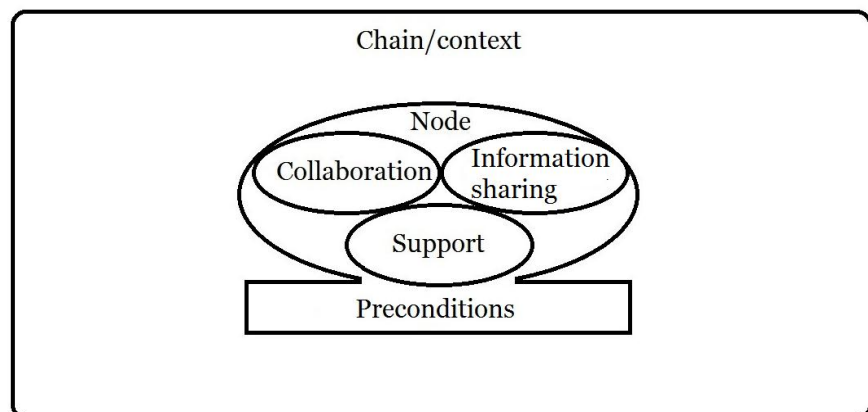 Chain/context
Node
Collaboration
Information
sharing
Support
Preconditions